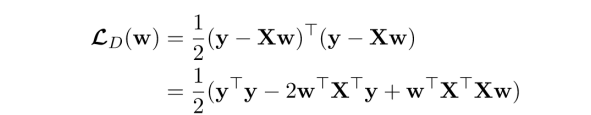 𝓛_D(𝐰) = 1/2 (𝐲 − 𝐗𝐰)^⊤(𝐲 − 𝐗𝐰)
= 1/2 (𝐲^⊤𝐲 − 2𝐰^⊤𝐗^⊤𝐲 + 𝐰^⊤𝐗^⊤𝐗𝐰)